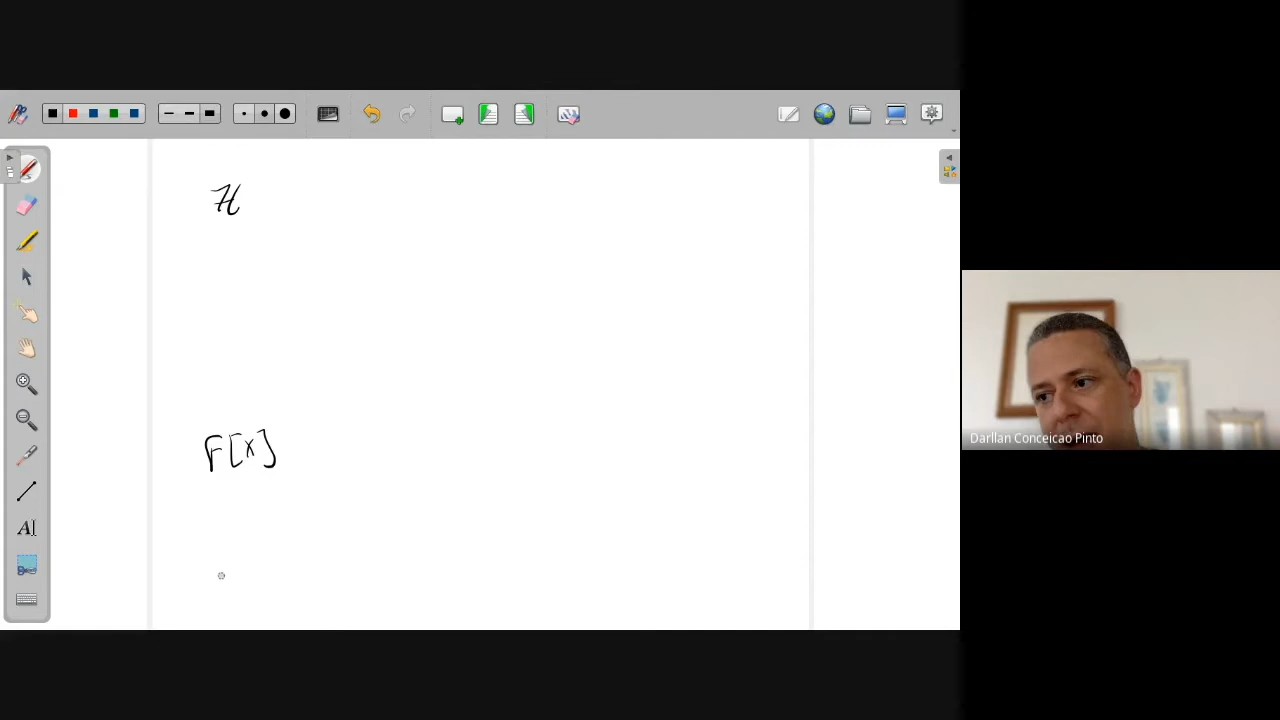 ℋ
F[x]
Darllan Conceicao Pinto